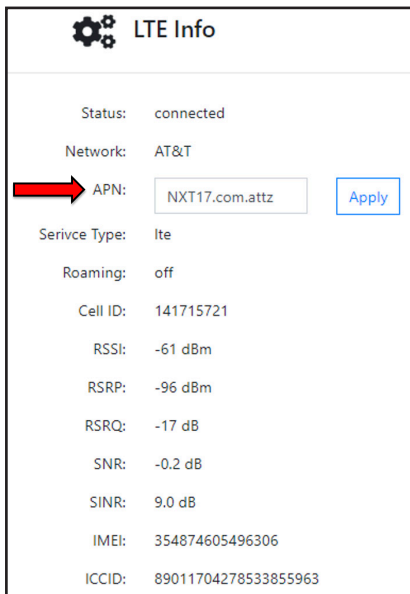 LTE Info
Status: connected
Network: AT&T
APN: NXT17.com.attz Apply
Serivce Type: lte
Roaming: off
Cell ID: 141715721
RSSI: -61 dBm
RSRP: -96 dBm
RSRQ: -17 dB
SNR: -0.2 dB
SINR: 9.0 dB
IMEI: 354874605496306
ICCID: 89011704278533855963